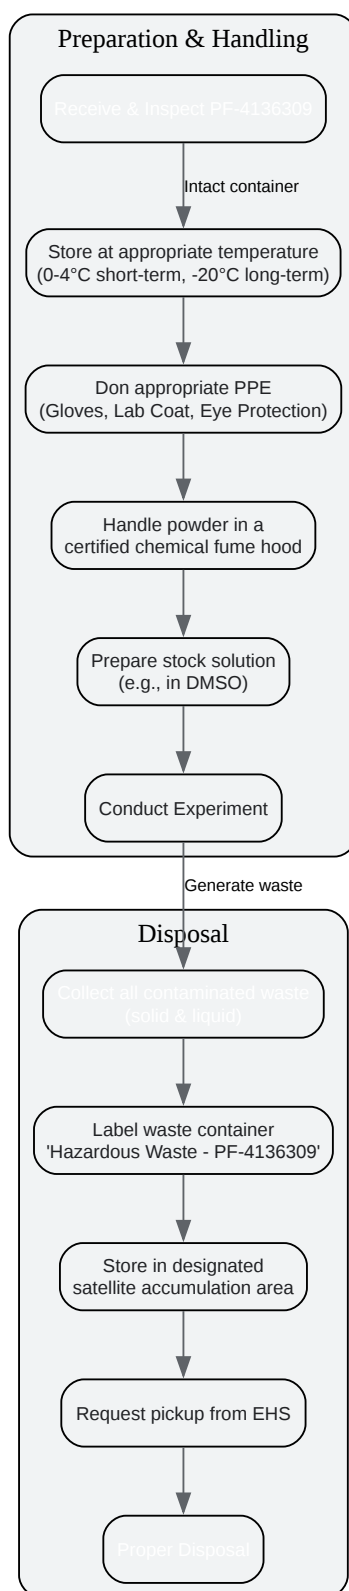 Preparation & Handling
Receive & Inspect PF-4136309
Intact container
Store at appropriate temperature
(0-4°C short-term, -20°C long-term)
Don appropriate PPE
(Gloves, Lab Coat, Eye Protection)
Handle powder in a
certified chemical fume hood
Prepare stock solution
(e.g., in DMSO)
Conduct Experiment
Generate waste
Disposal
Collect all contaminated waste
(solid & liquid)
Label waste container
'Hazardous Waste - PF-4136309'
Store in designated
satellite accumulation area
Request pickup from EHS
Proper Disposal